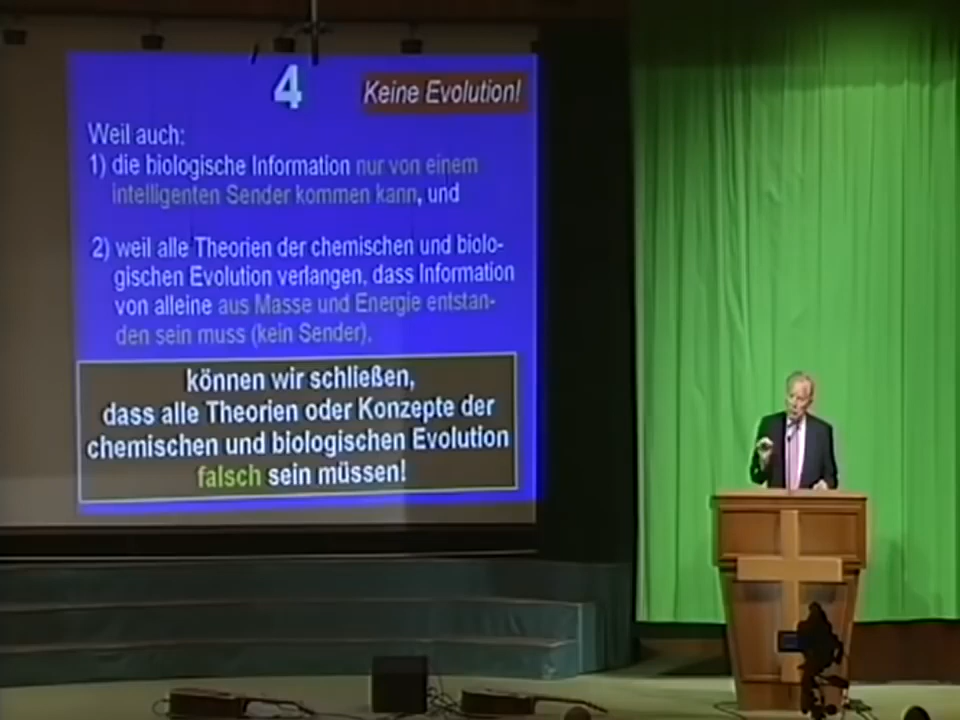 4
Keine Evolution!
Weil auch:
1) die biologische Information nur von einem
intelligenten Sender kommen kann, und
2) weil alle Theorien der chemischen und biolo-
gischen Evolution verlangen, dass Information
von alleine aus Masse und Energie entstan-
den sein muss (kein Sender).
können wir schließen,
dass alle Theorien oder Konzepte der
chemischen und biologischen Evolution
falsch sein müssen!